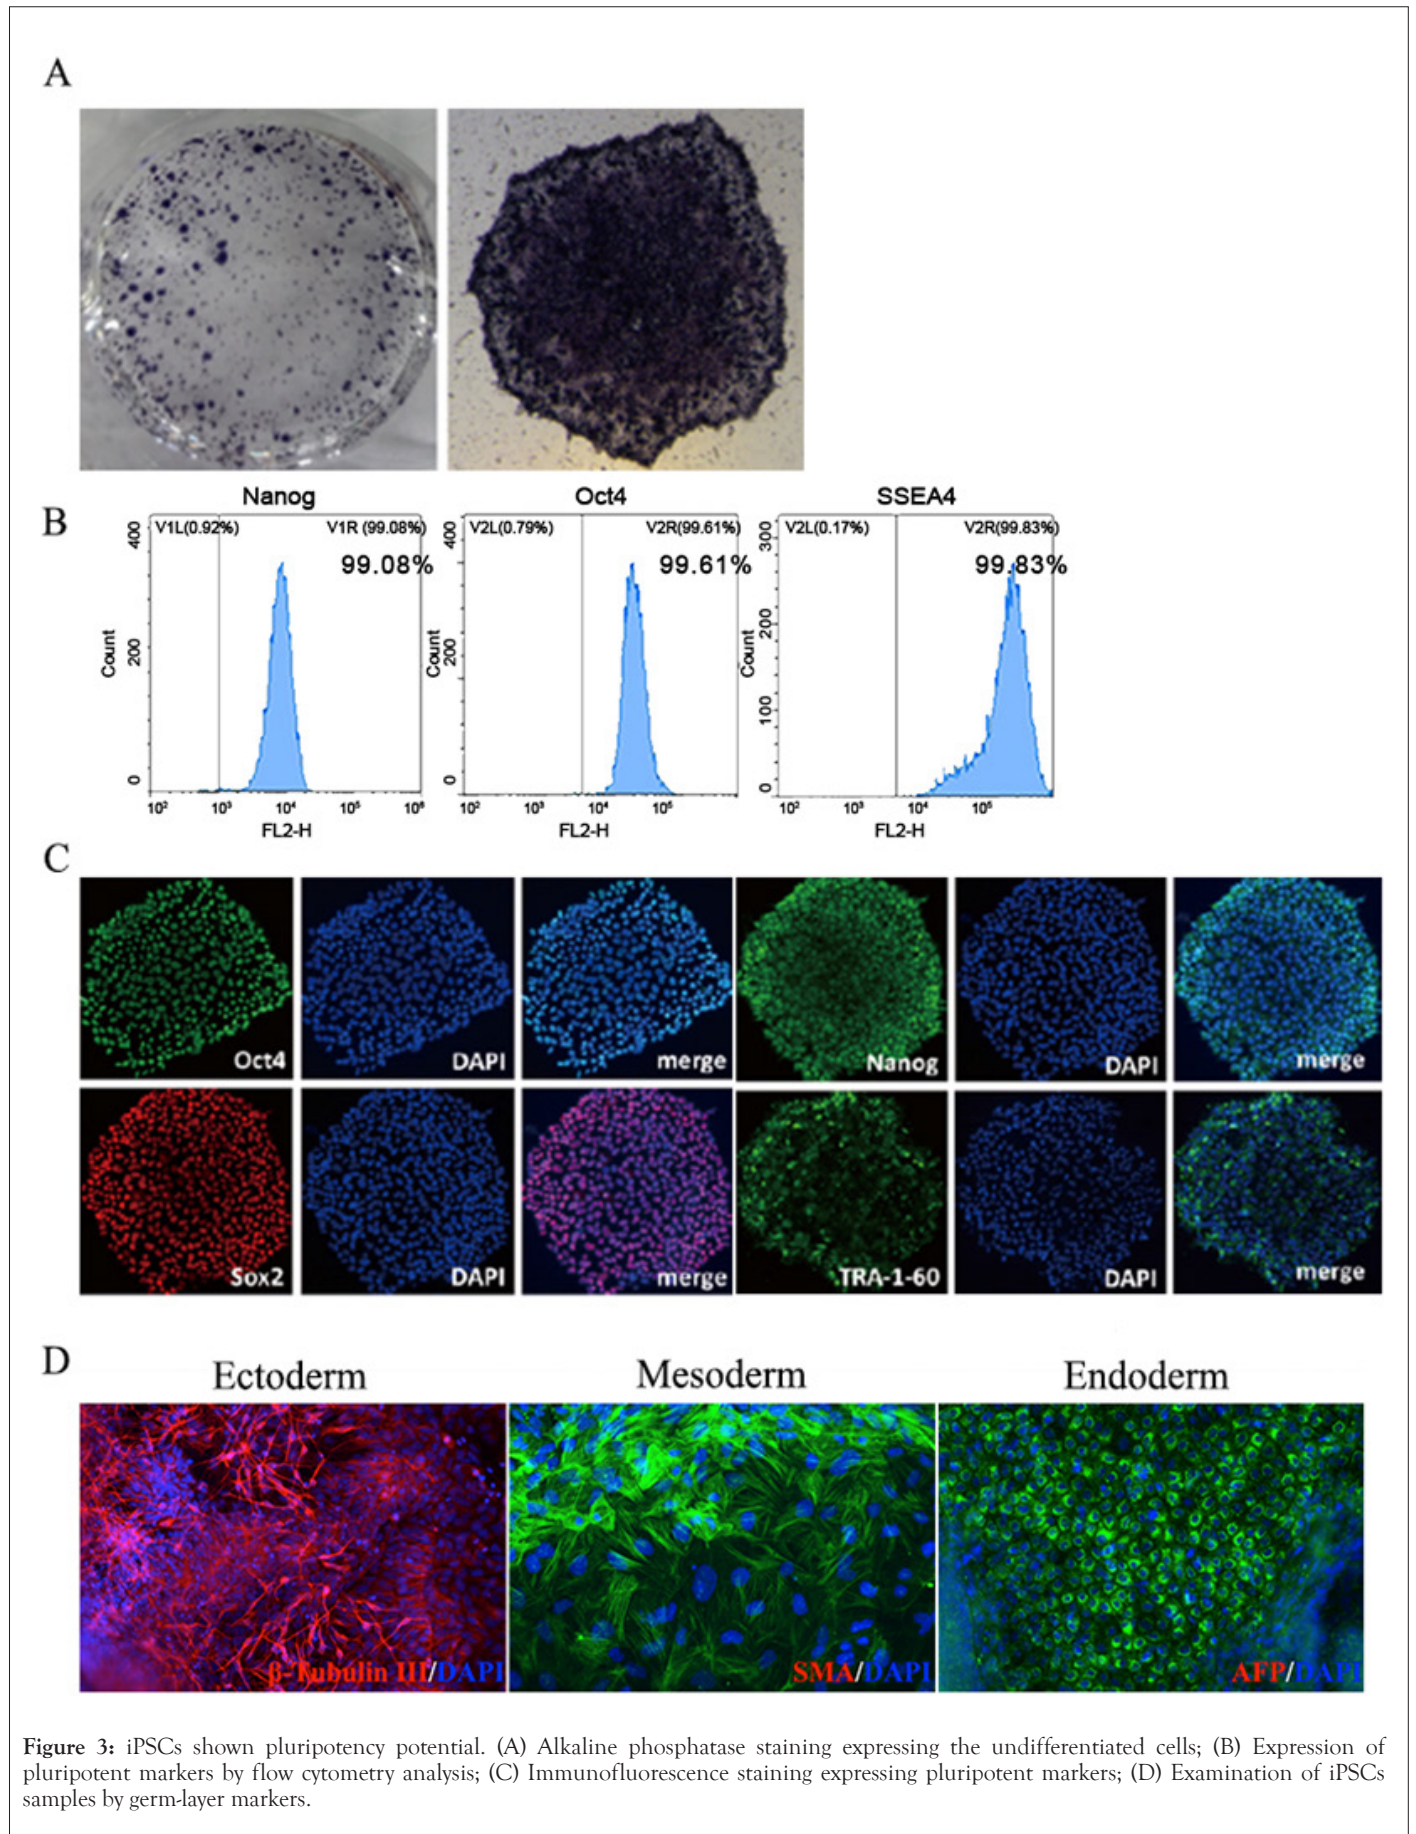 A
B
Nanog
V1L(0.92%)
V1R (99.08%)
99.08%
400
200
0
Count
10² 10³ 10⁴ 10⁵ 10⁶
FL2-H
Oct4
V2L(0.79%)
V2R(99.61%)
99.61%
400
200
0
Count
10² 10³ 10⁴ 10⁵
FL2-H
SSEA4
V2L(0.17%)
V2R(99.83%)
99.83%
300
200
100
0
Count
10² 10³ 10⁴ 10⁵
FL2-H
C
Oct4 DAPI merge Nanog DAPI merge
Sox2 DAPI merge TRA-1-60 DAPI merge
D
Ectoderm Mesoderm Endoderm
β-Tubulin III/DAPI SMA/DAPI AFP/DAPI
Figure 3: iPSCs shown pluripotency potential. (A) Alkaline phosphatase staining expressing the undifferentiated cells; (B) Expression of
pluripotent markers by flow cytometry analysis; (C) Immunofluorescence staining expressing pluripotent markers; (D) Examination of iPSCs
samples by germ-layer markers.